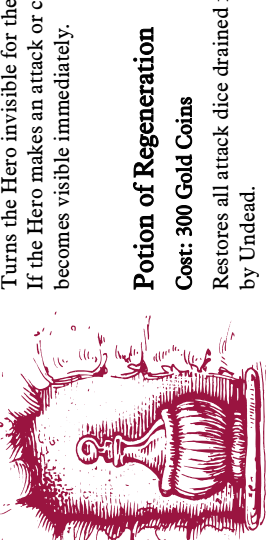 Turns the Hero invisible for the
If the Hero makes an attack or c
becomes visible immediately.
Potion of Regeneration
Cost: 300 Gold Coins
Restores all attack dice drained
by Undead.